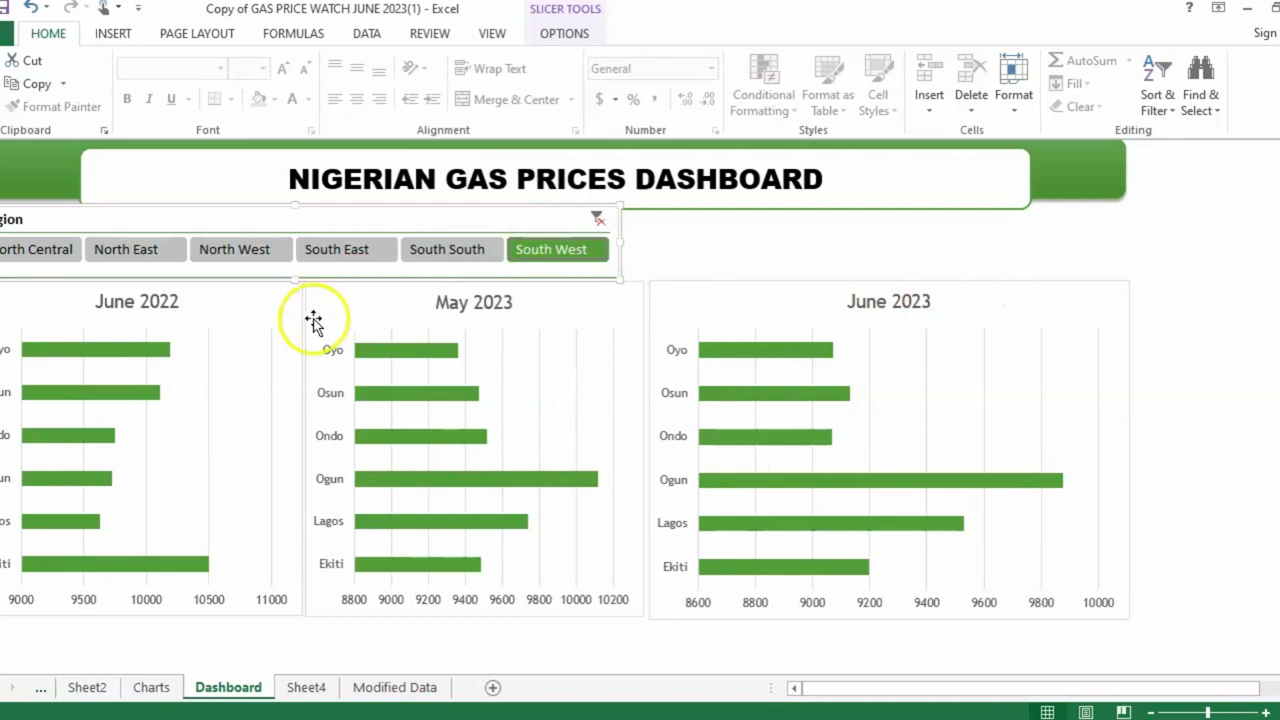 Copy of GAS PRICE WATCH JUNE 2023(1) - Excel
SLICER TOOLS
?
HOME INSERT PAGE LAYOUT FORMULAS DATA REVIEW VIEW OPTIONS Sign
Cut
Copy
Format Painter
B I U
A A
A
Wrap Text
Merge & Center
General
$ % ,
Conditional Formatting
Format as Table
Cell Styles
Insert
Delete
Format
AutoSum
Fill
Clear
Sort & Filter
Find & Select
Clipboard Font Alignment Number Styles Cells Editing
NIGERIAN GAS PRICES DASHBOARD
gion
orth Central North East North West South East South South South West
June 2022
yo
un
do
un
os
iti
9000 9500 10000 10500 11000
May 2023
Oyo
Osun
Ondo
Ogun
Lagos
Ekiti
8800 9000 9200 9400 9600 9800 10000 10200
June 2023
Oyo
Osun
Ondo
Ogun
Lagos
Ekiti
8600 8800 9000 9200 9400 9600 9800 10000
... Sheet2 Charts Dashboard Sheet4 Modified Data